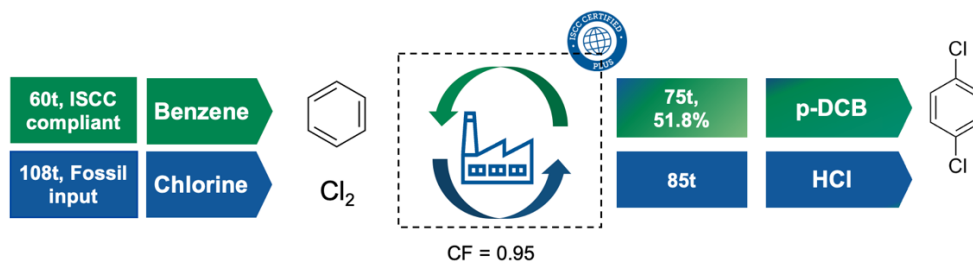 60t, ISCC
compliant
Benzene
108t, Fossil
input
Chlorine
Cl2
ISCC CERTIFIED
PLUS
CF = 0.95
75t,
51.8%
p-DCB
85t
HCl
Cl
Cl